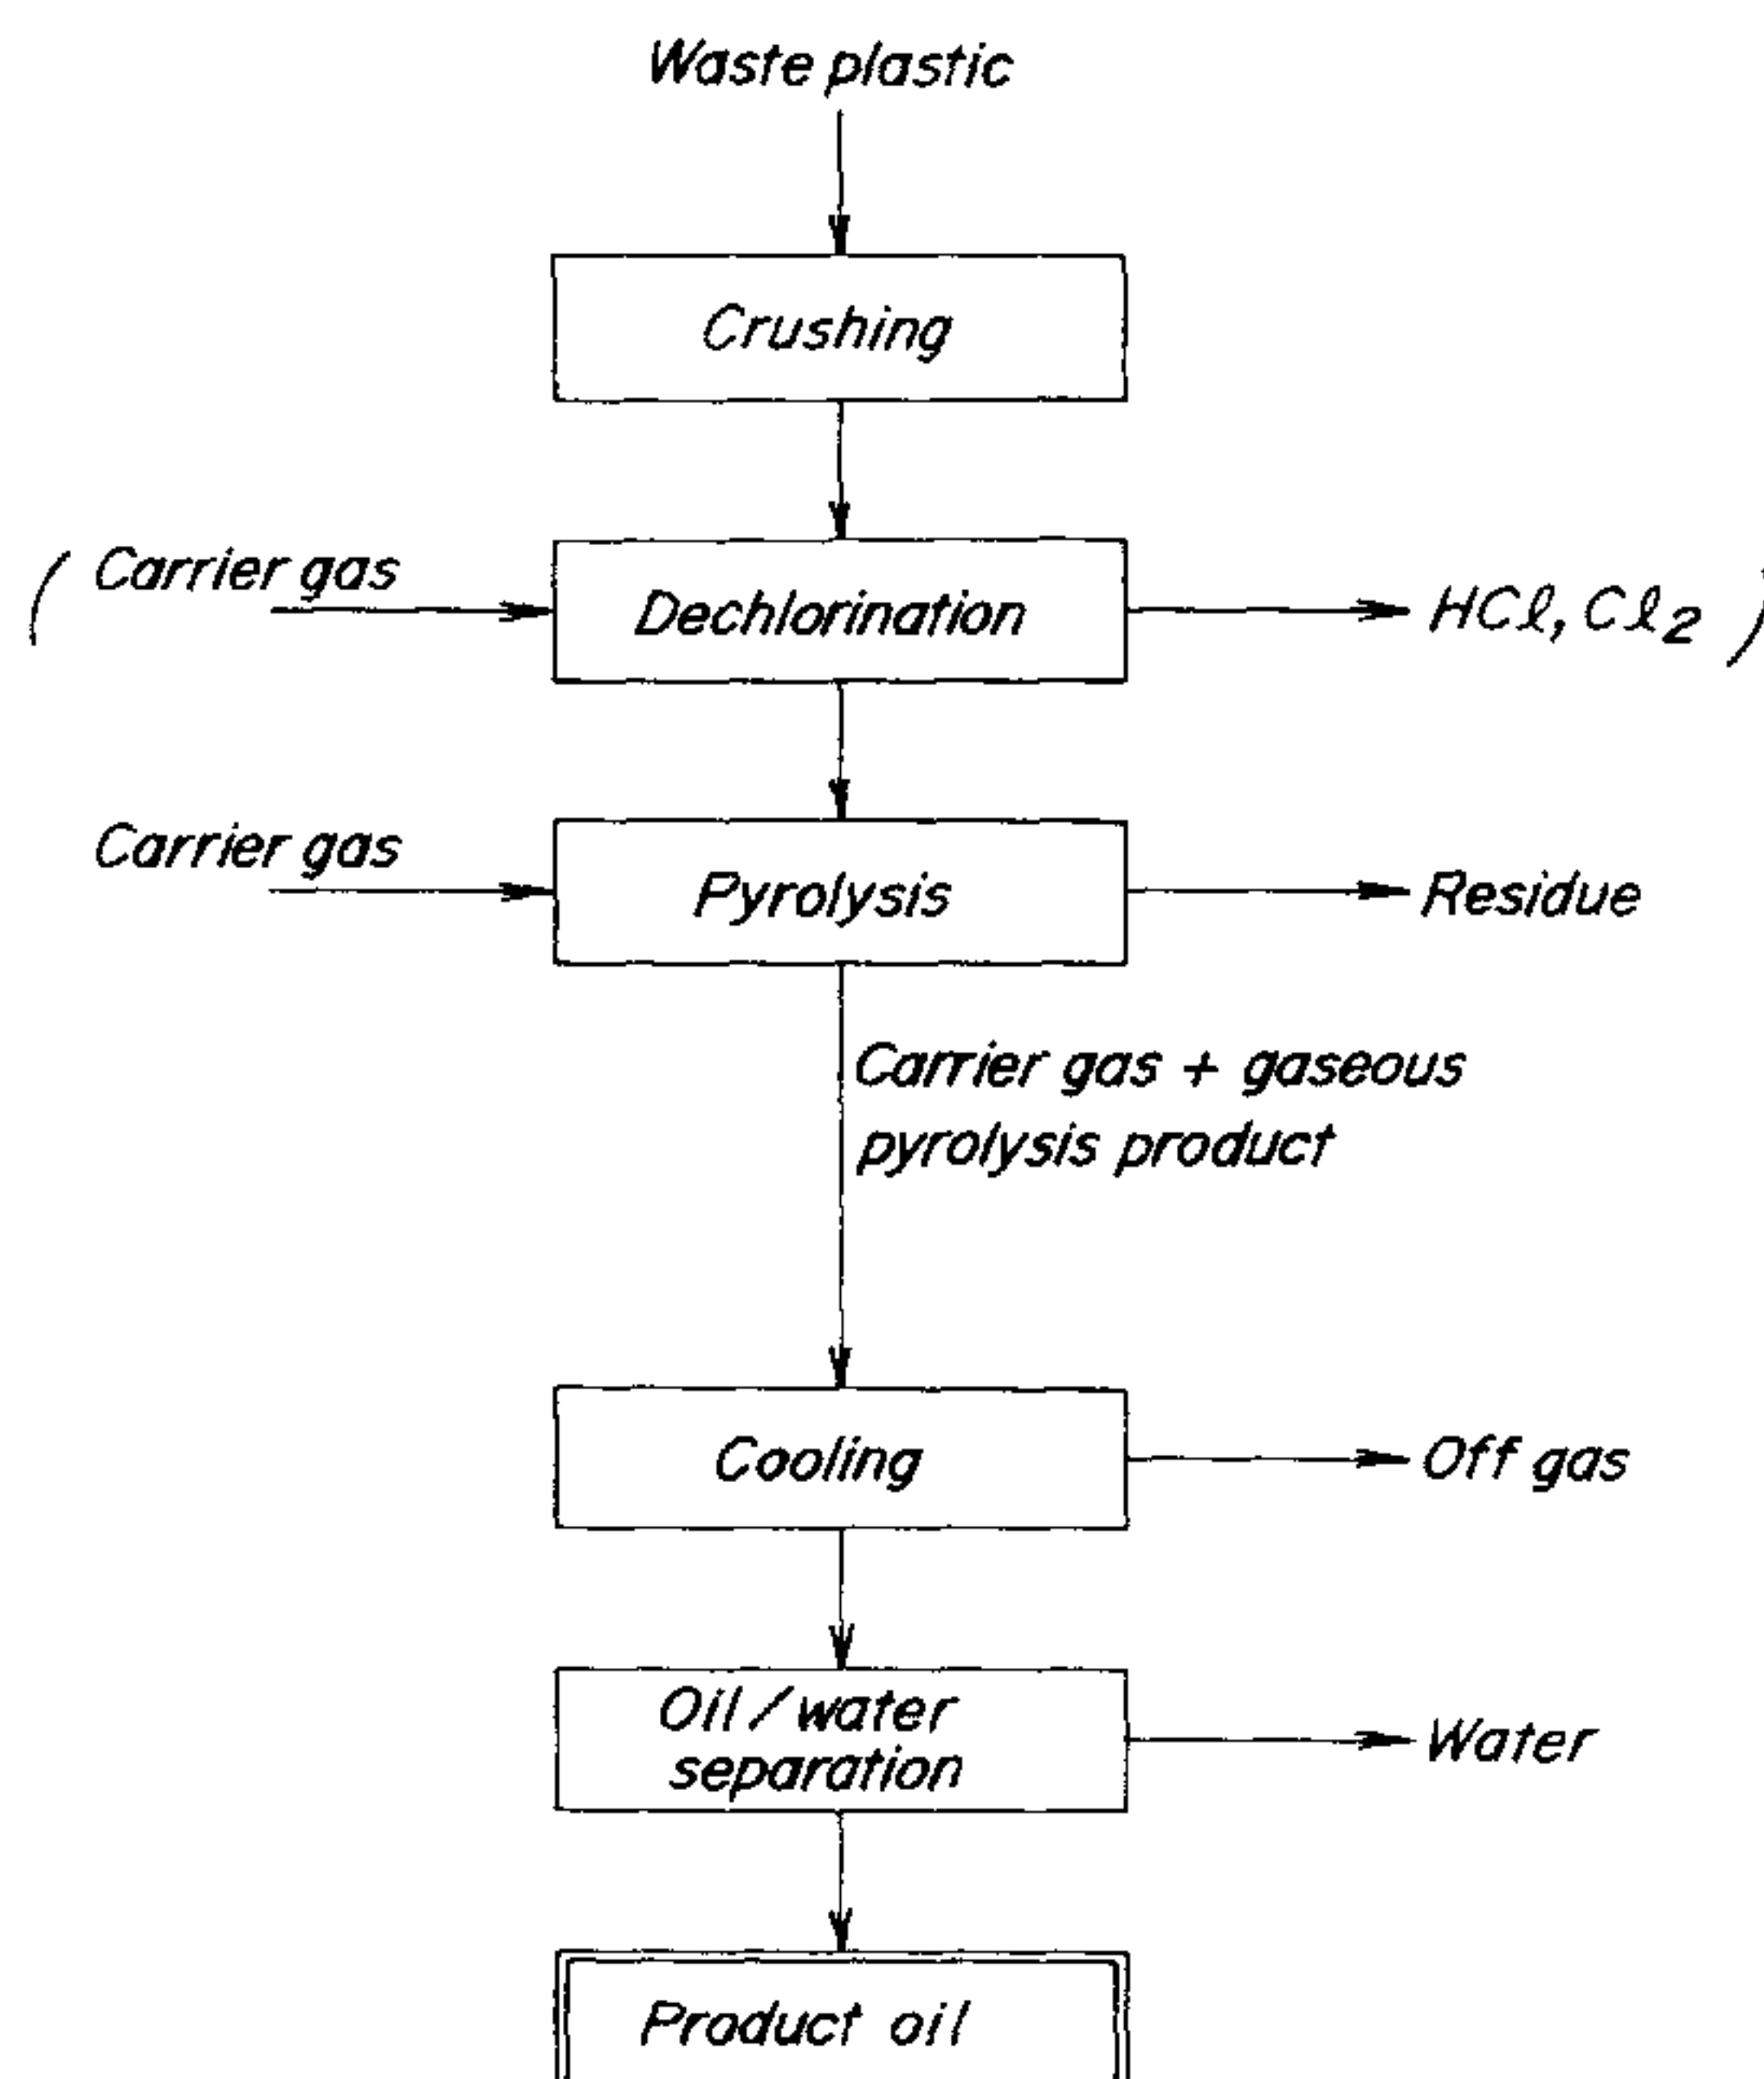 Waste plastic
Crushing
( Carrier gas
Dechlorination
HCl, Cl2 )
Carrier gas
Pyrolysis
Residue
Carrier gas + gaseous
pyrolysis product
Cooling
Off gas
Oil / water
separation
Water
Product oil